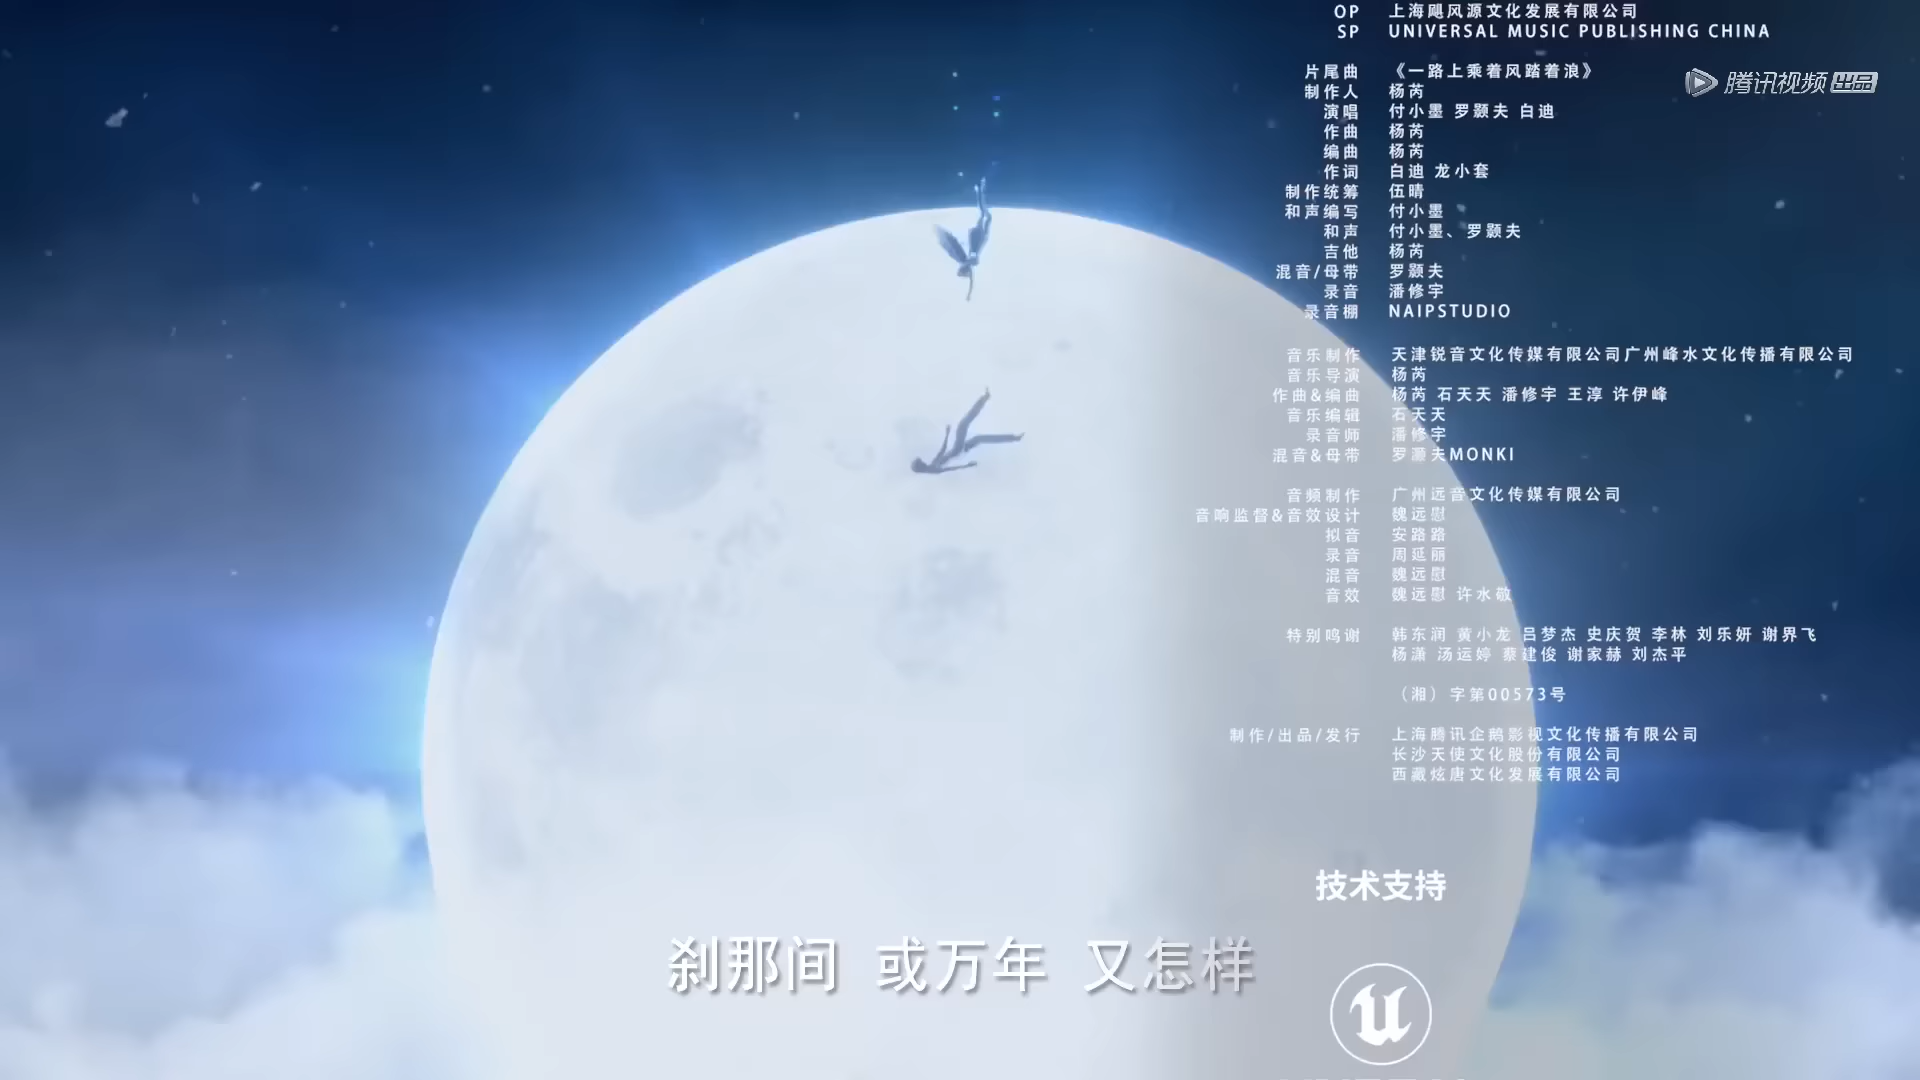 OP 上海飓风源文化发展有限公司
SP UNIVERSAL MUSIC PUBLISHING CHINA
片尾曲 《一路上乘着风踏着浪》
腾讯视频 出品
制作人 杨芮
演唱 付小墨 罗颢夫 白迪
作曲 杨芮
编曲 杨芮
作词 白迪 龙小套
制作统筹 伍晴
和声编写 付小墨
和声 付小墨、罗颢夫
吉他 杨芮
混音/母带 罗颢夫
录音 潘修宇
录音棚 NAIPSTUDIO
音乐制作 天津锐音文化传媒有限公司广州峰水文化传播有限公司
音乐导演 杨芮
作曲&编曲 杨芮 石天天 潘修宇 王淳 许伊峰
音乐编辑 石天天
录音师 潘修宇
混音&母带 罗颢夫MONKI
音频制作 广州远音文化传媒有限公司
音响监督&音效设计 魏远慰
拟音 安路路
录音 周延丽
混音 魏远慰
音效 魏远慰 许水敬
特别鸣谢 韩东润 黄小龙 吕梦杰 史庆贺 李林 刘乐妍 谢界飞
杨潇 汤运婷 蔡建俊 谢家赫 刘杰平
（湘）字第00573号
制作/出品/发行 上海腾讯企鹅影视文化传播有限公司
长沙天使文化股份有限公司
西藏炫唐文化发展有限公司
技术支持
刹那间 或万年 又怎样